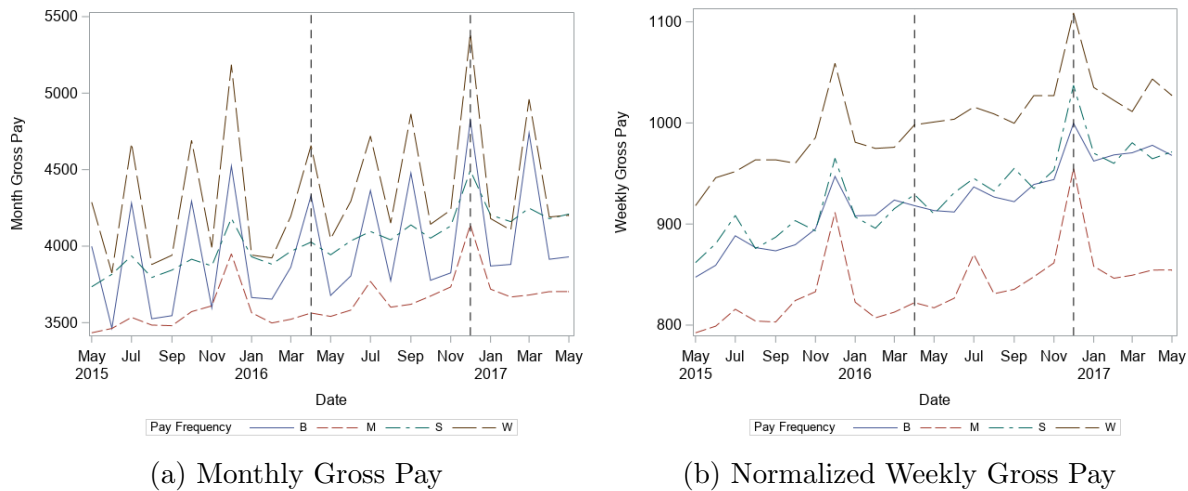 Month Gross Pay
5500
5000
4500
4000
3500
May Jul Sep Nov Jan Mar May Jul Sep Nov Jan Mar May
2015 2016 2017
Date
Pay Frequency B M S W
(a) Monthly Gross Pay
Weekly Gross Pay
1100
1000
900
800
May Jul Sep Nov Jan Mar May Jul Sep Nov Jan Mar May
2015 2016 2017
Date
Pay Frequency B M S W
(b) Normalized Weekly Gross Pay